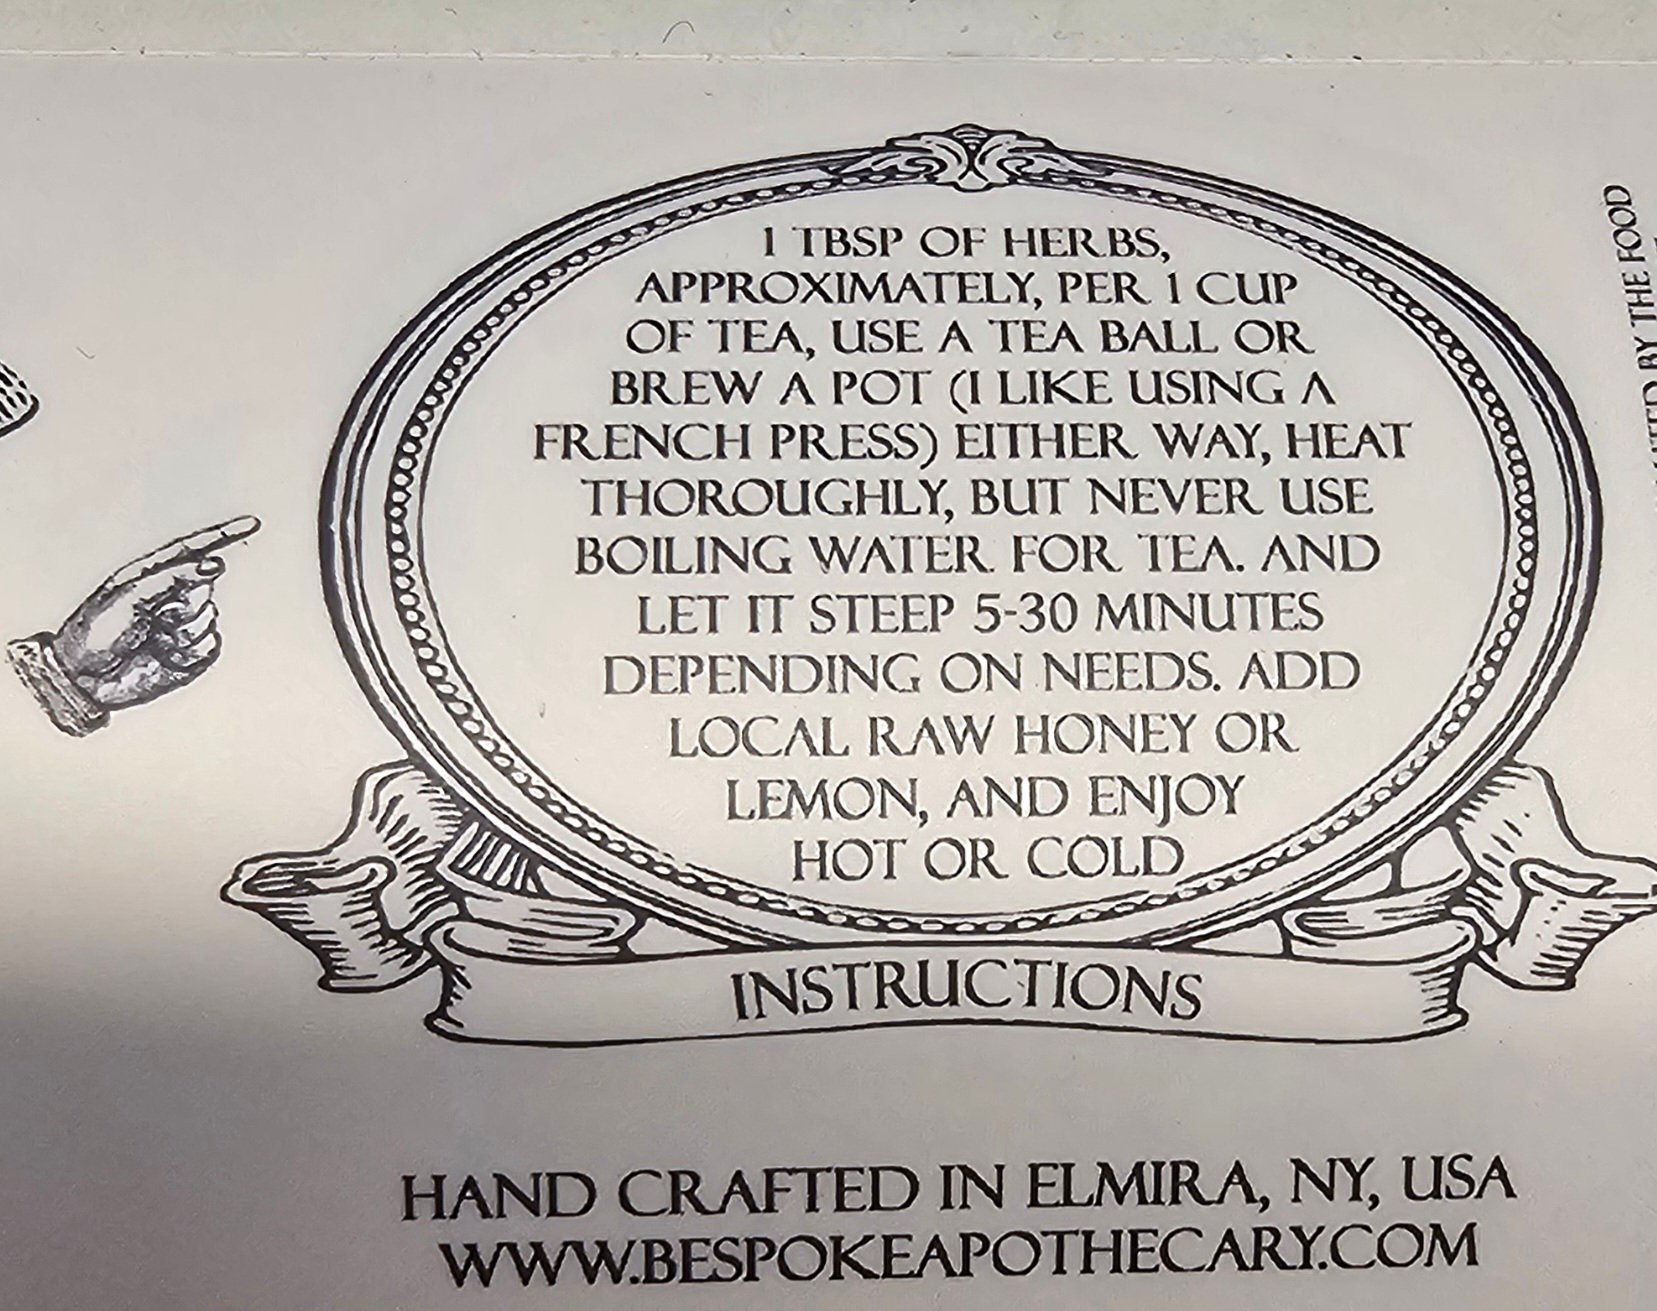 1 TBSP OF HERBS,
APPROXIMATELY, PER 1 CUP
OF TEA, USE A TEA BALL OR
BREW A POT (I LIKE USING A
FRENCH PRESS) EITHER WAY, HEAT
THOROUGHLY, BUT NEVER USE
BOILING WATER FOR TEA. AND
LET IT STEEP 5-30 MINUTES
DEPENDING ON NEEDS. ADD
LOCAL RAW HONEY OR
LEMON, AND ENJOY
HOT OR COLD
INSTRUCTIONS
HAND CRAFTED IN ELMIRA, NY, USA
WWW.BESPOKEAPOTHECARY.COM
BY THE FOOD